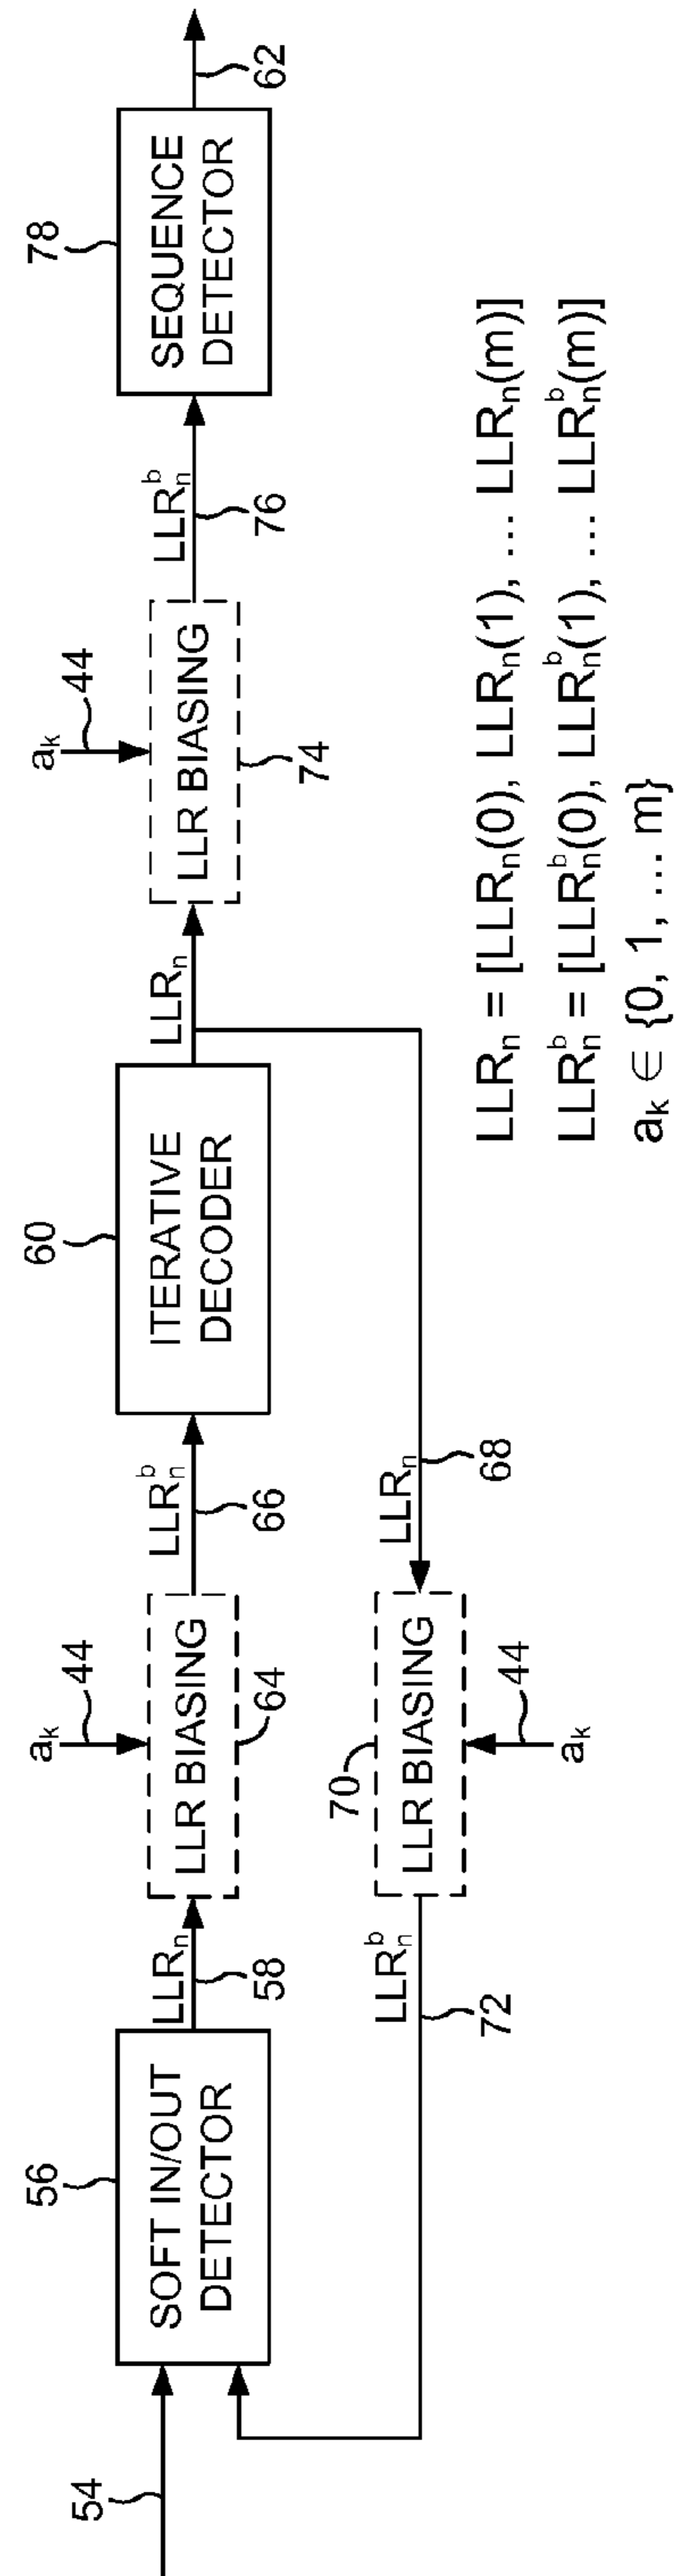 54
56
SOFT IN/OUT
DETECTOR
LLRₙ
58
aₖ
44
LLR BIASING
64
LLRₙᵇ
66
60
ITERATIVE
DECODER
LLRₙ
aₖ
44
LLR BIASING
74
LLRₙᵇ
76
78
SEQUENCE
DETECTOR
62
LLRₙᵇ
72
70
LLR BIASING
44
aₖ
LLRₙ
68
LLRₙ = [LLRₙ(0), LLRₙ(1), ... LLRₙ(m)]
LLRₙᵇ = [LLRₙᵇ(0), LLRₙᵇ(1), ... LLRₙᵇ(m)]
aₖ ∈ {0, 1, ... m}